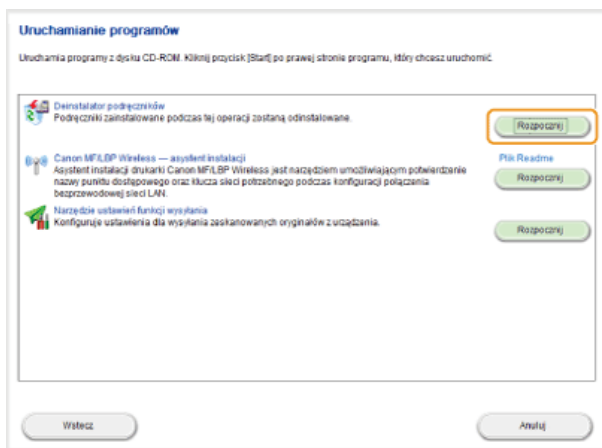 Uruchamianie programów
Uruchamia programy z dysku CD-ROM. Kliknij przycisk [Start] po prawej stronie programu, który chcesz uruchomić.
Deinstalator podręczników
Podręczniki zainstalowane podczas tej operacji zostaną odinstalowane.
Rozpocznij
Canon MF/LBP Wireless — asystent instalacji
Plik Readme
Asystent instalacji drukarki Canon MF/LBP Wireless jest narzędziem umożliwiającym potwierdzenie
nazwy punktu dostępowego oraz klucza sieci potrzebnego podczas konfiguracji połączenia
bezprzewodowej sieci LAN.
Rozpocznij
Narzędzie ustawień funkcji wysyłania
Konfiguruje ustawienia dla wysyłania zaskanowanych oryginałów z urządzenia.
Rozpocznij
Wstecz
Anuluj